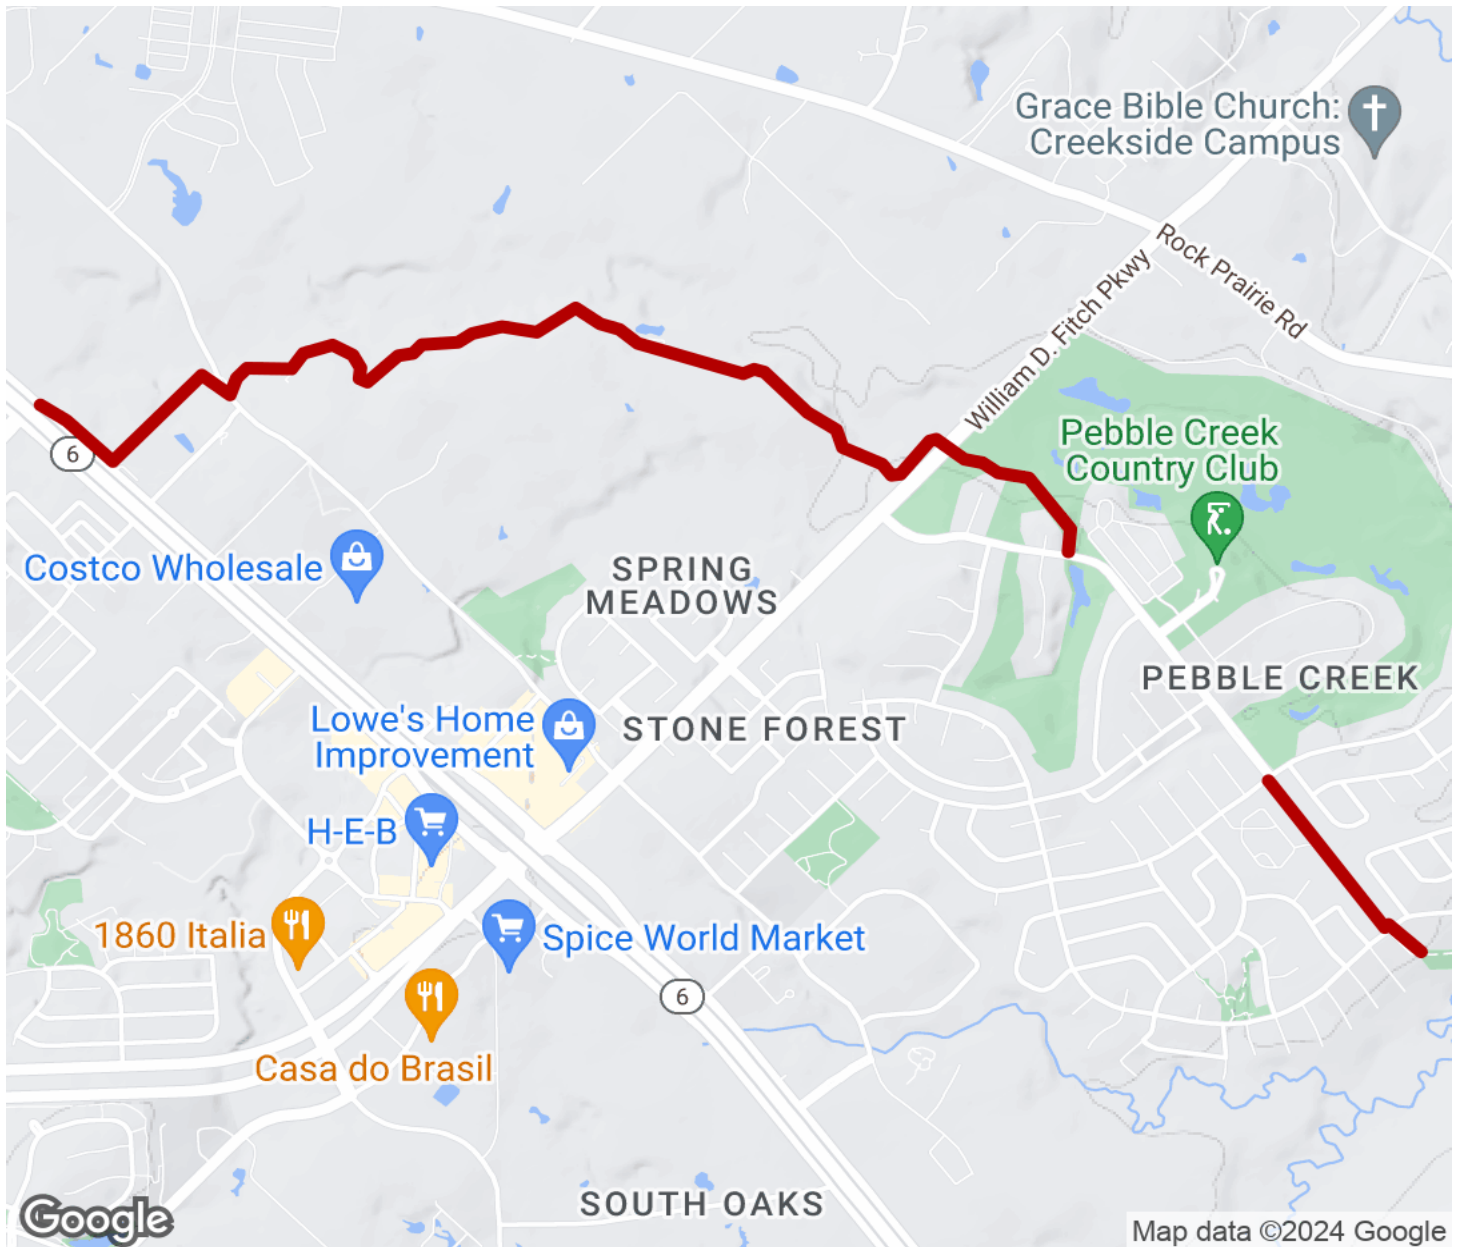 Grace Bible Church:
Creekside Campus
Rock Prairie Rd
William D. Fitch Pkwy
Pebble Creek
Country Club
6
Costco Wholesale
SPRING
MEADOWS
PEBBLE CREEK
Lowe's Home
Improvement
STONE FOREST
H-E-B
1860 Italia
Spice World Market
6
Casa do Brasil
SOUTH OAKS
Google
Map data ©2024 Google